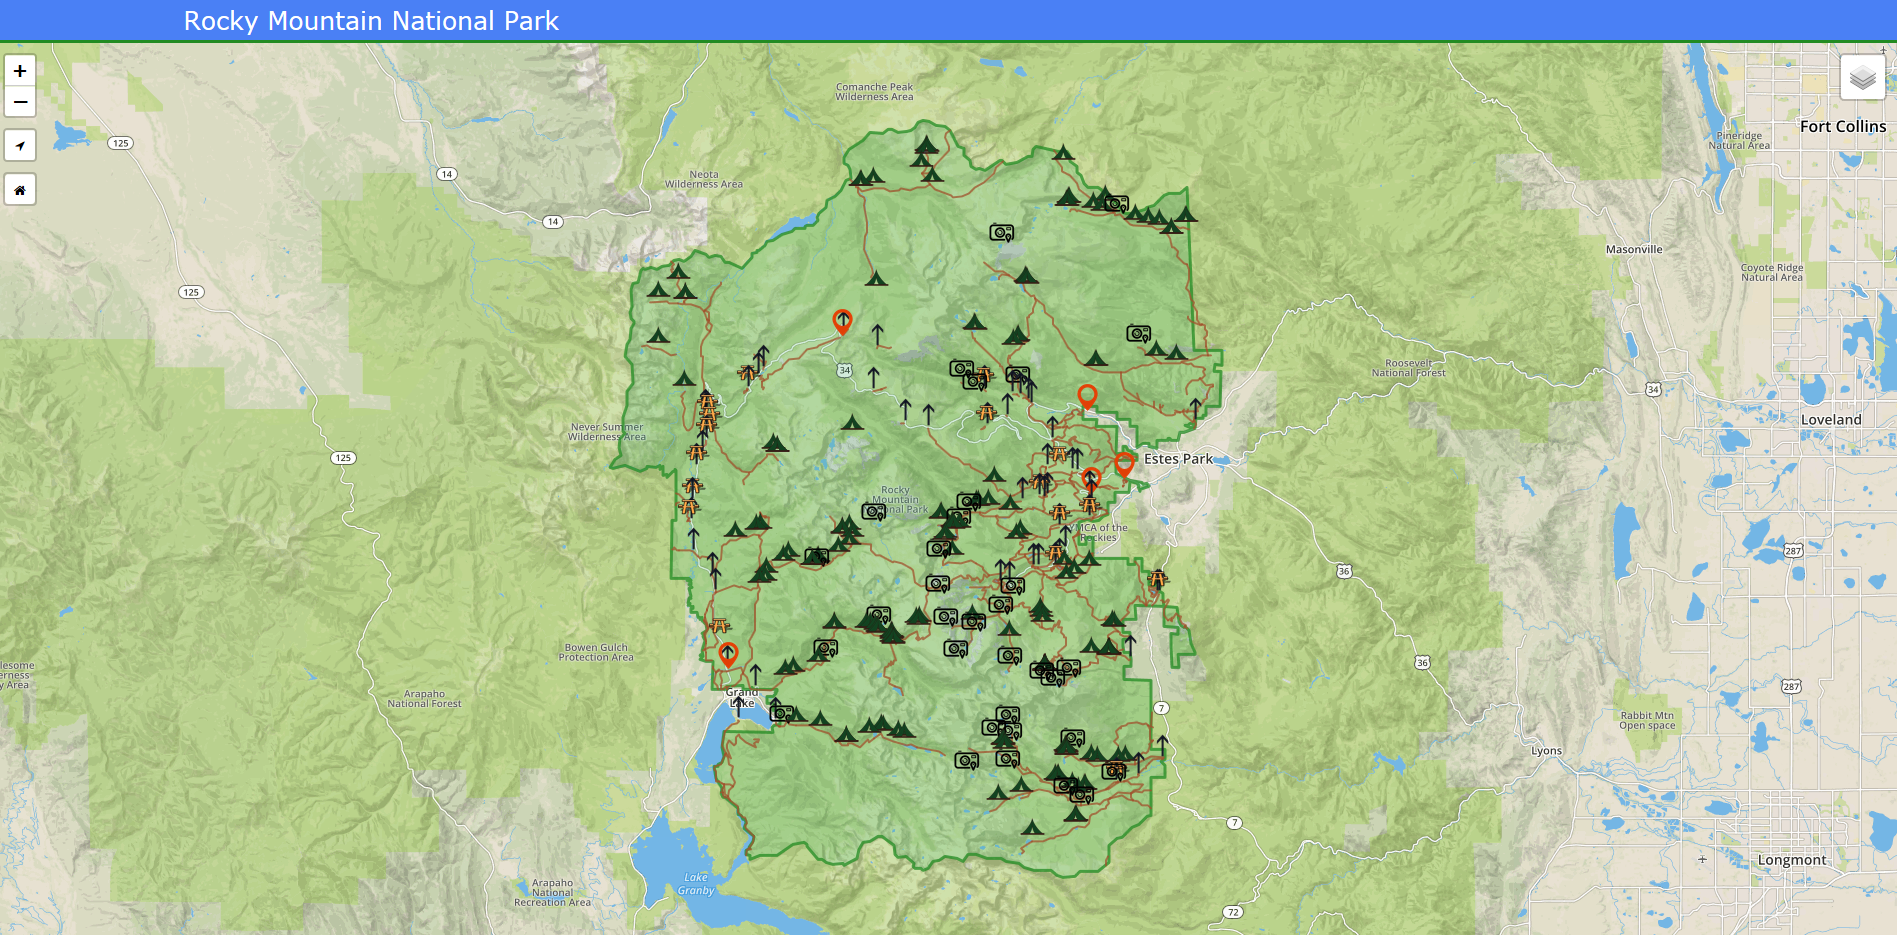 Rocky Mountain National Park
+
−
Comanche Peak
Wilderness Area
Fort Collins
Pineridge
Natural Area
125
14
Neota
Wilderness Area
14
Masonville
Coyote Ridge
Natural Area
125
34
Roosevelt
National Forest
34
Loveland
Never Summer
Wilderness Area
125
Estes Park
Rocky
Mountain
nal Park
YMCA of the
Rockies
287
36
Bowen Gulch
Protection Area
36
lesome
erness
y Area
Arapaho
National Forest
Grand
Lake
287
7
Rabbit Mtn
Open space
Lyons
7
Longmont
Lake
Granby
Arapaho
National
Recreation Area
72